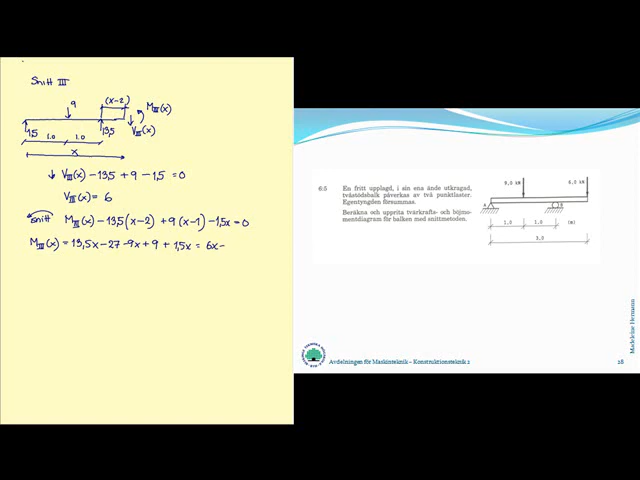 Snitt III
(x-2)
9
M_III(x)
V_III(x)
1,5
13,5
1.0
1.0
x
↓ V_III(x) - 13,5 + 9 - 1,5 = 0
V_III(x) = 6
snitt M_III(x) - 13,5(x-2) + 9(x-1) - 1,5x = 0
M_III(x) = 13,5x - 27 - 9x + 9 + 1,5x = 6x -
6:5
En fritt upplagd, i sin ena ände utkragad,
tvåstödsbalk påverkas av två punktlaster.
Egentyngden försummas.
Beräkna och upprita tvärkrafts- och böjmo-
mentdiagram för balken med snittmetoden.
9,0 kN
6,0 kN
A
B
1,0
1,0
(m)
3,0
Madeleine Hermann
Avdelningen för Maskinteknik – Konstruktionsteknik 2
28